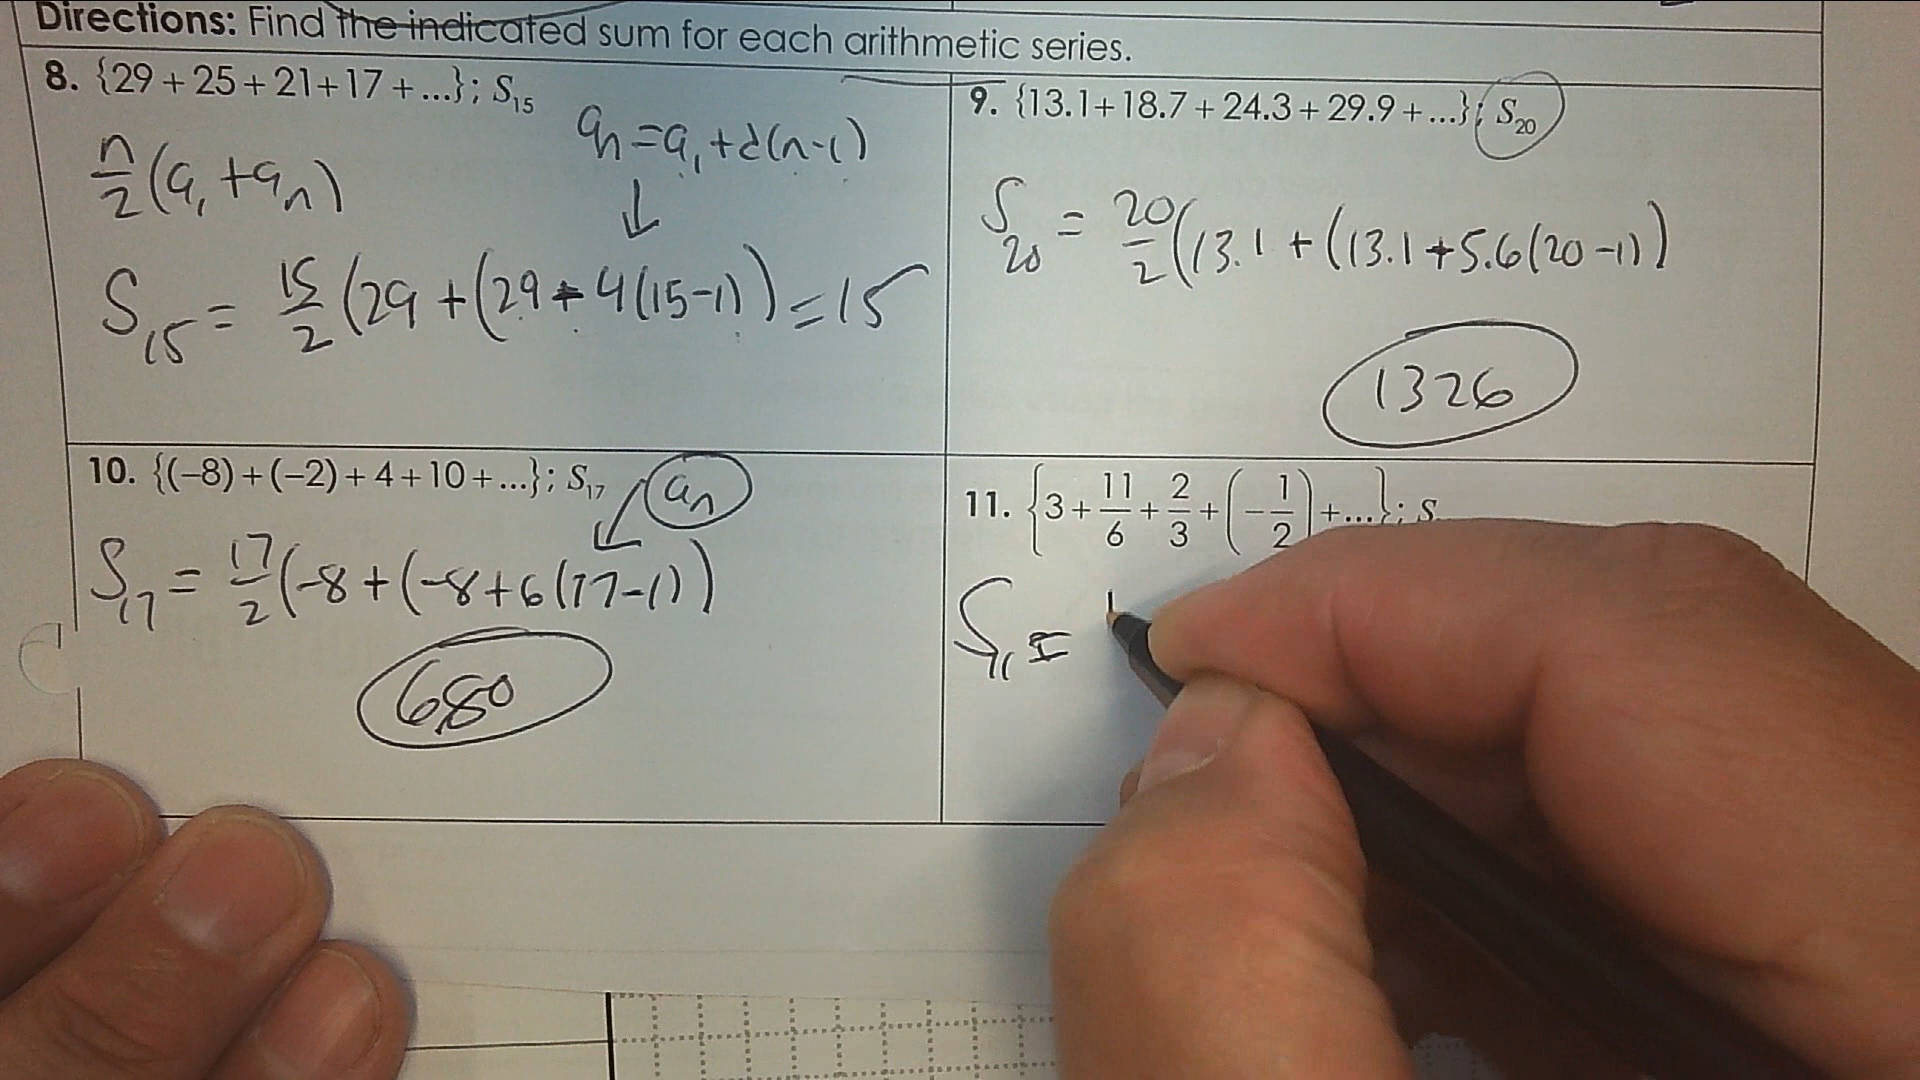 Directions: Find the indicated sum for each arithmetic series.
8. {29 + 25 + 21 + 17 + ...}; S₁₅
aₙ = a₁ + d(n-1)
n/2 (a₁ + aₙ)
S₁₅ = 15/2 (29 + (29 - 4(15-1)) = 15
9. {13.1 + 18.7 + 24.3 + 29.9 + ...}; S₂₀
S₂₀ = 20/2 (13.1 + (13.1 + 5.6(20-1))
1326
10. {(−8) + (−2) + 4 + 10 + ...}; S₁₇
aₙ
S₁₇ = 17/2 (-8 + (-8 + 6(17-1))
680
11. {3 + 11/6 + 2/3 + (− 1/2) + ...}; S
S₁₁ =